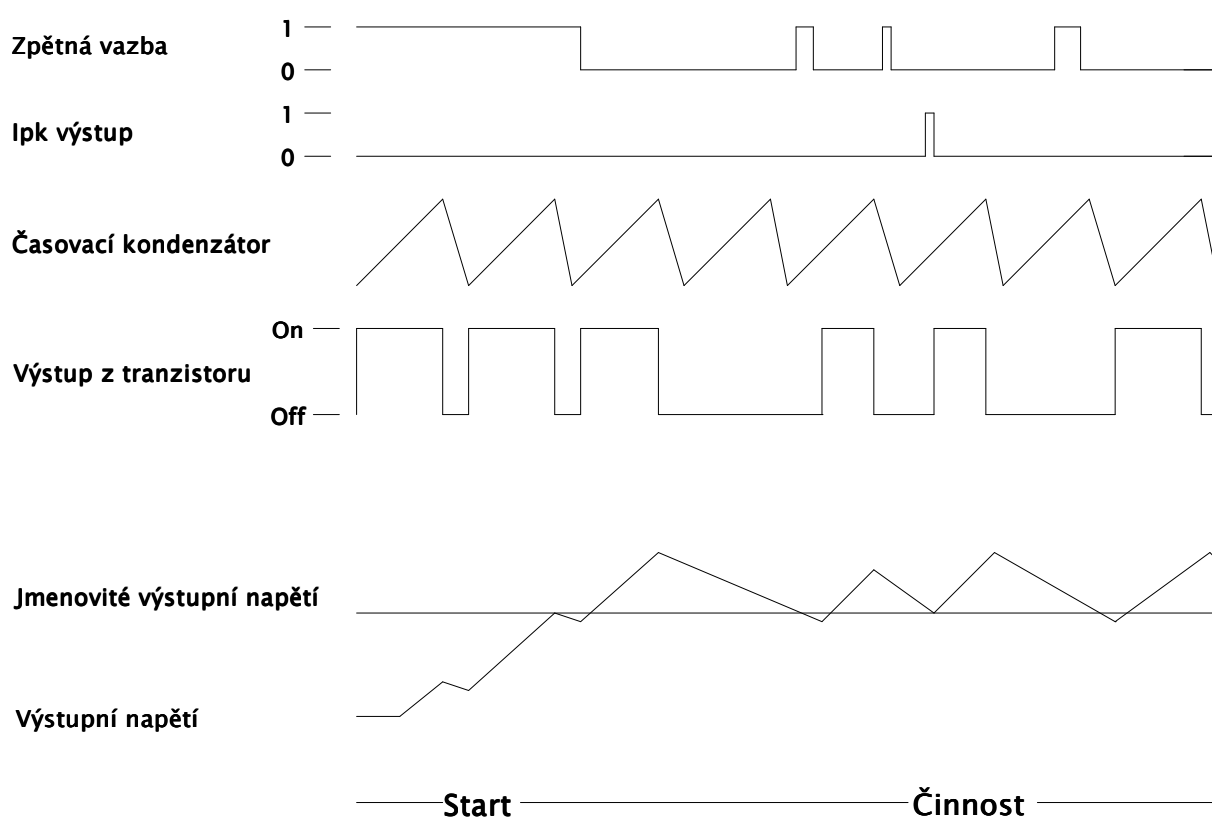 Zpětná vazba
1
0
Ipk výstup
1
0
Časovací kondenzátor
On
Výstup z tranzistoru
Off
Jmenovité výstupní napětí
Výstupní napětí
Start
Činnost